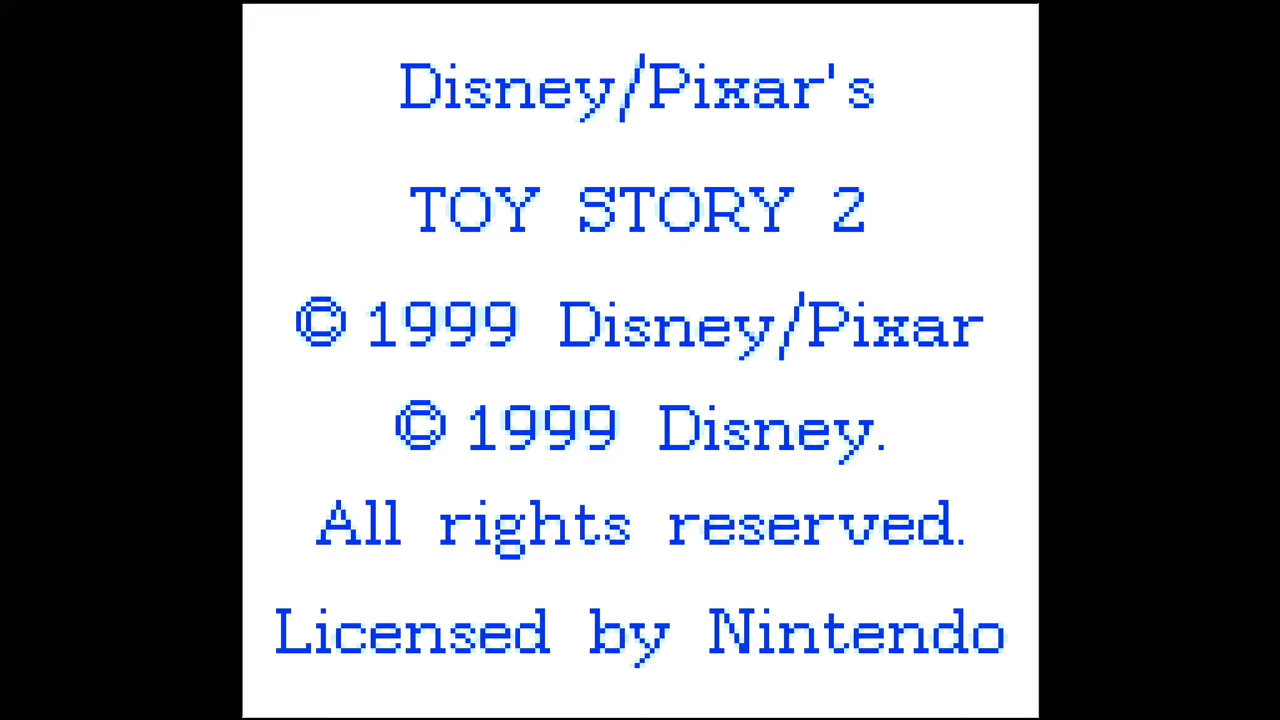 Disney/Pixar's
TOY STORY 2
© 1999 Disney/Pixar
© 1999 Disney.
All rights reserved.
Licensed by Nintendo